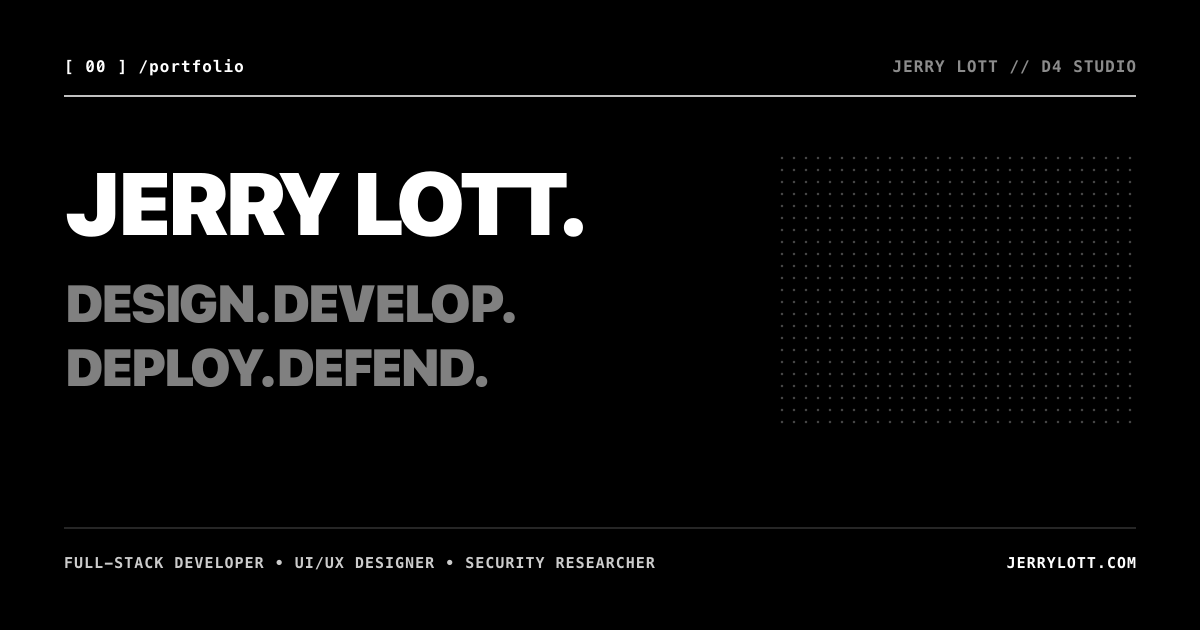 [ 00 ] /portfolio
JERRY LOTT // D4 STUDIO
JERRY LOTT.
DESIGN.DEVELOP.
DEPLOY.DEFEND.
FULL–STACK DEVELOPER • UI/UX DESIGNER • SECURITY RESEARCHER
JERRYLOTT.COM